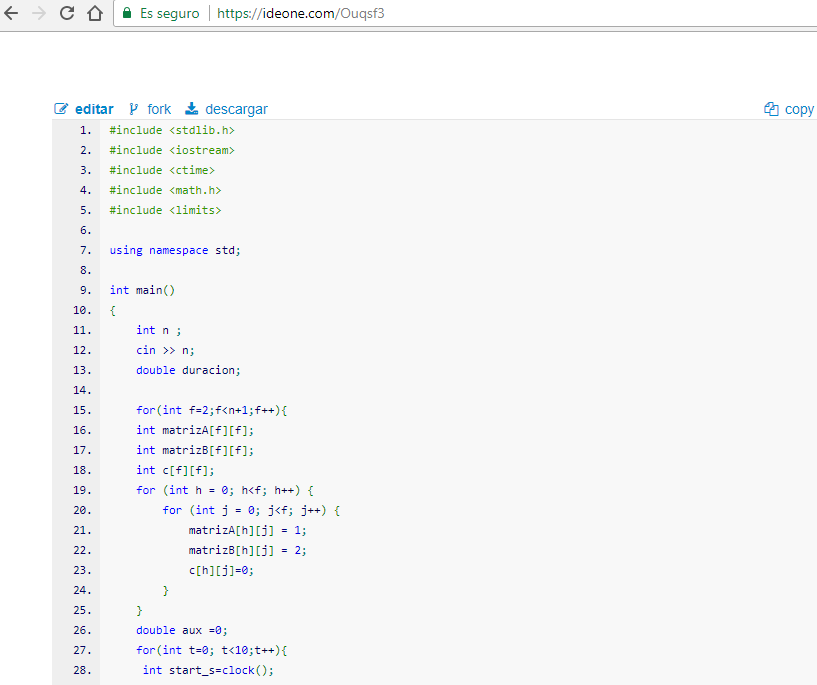 Es seguro https://ideone.com/Ouqsf3
editar fork descargar copy
1. #include <stdlib.h>
2. #include <iostream>
3. #include <ctime>
4. #include <math.h>
5. #include <limits>
6.
7. using namespace std;
8.
9. int main()
10. {
11.     int n ;
12.     cin >> n;
13.     double duracion;
14.
15.     for(int f=2;f<n+1;f++){
16.     int matrizA[f][f];
17.     int matrizB[f][f];
18.     int c[f][f];
19.     for (int h = 0; h<f; h++) {
20.         for (int j = 0; j<f; j++) {
21.             matrizA[h][j] = 1;
22.             matrizB[h][j] = 2;
23.             c[h][j]=0;
24.         }
25.     }
26.     double aux =0;
27.     for(int t=0; t<10;t++){
28.      int start_s=clock();